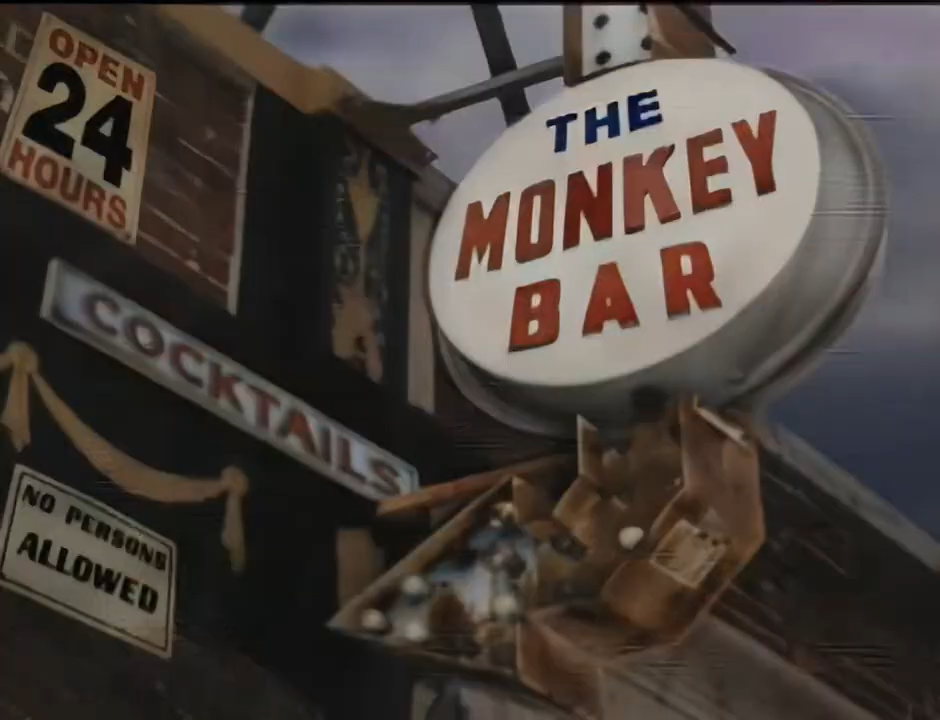 OPEN
24
HOURS
THE
MONKEY
BAR
COCKTAILS
NO PERSONS
ALLOWED